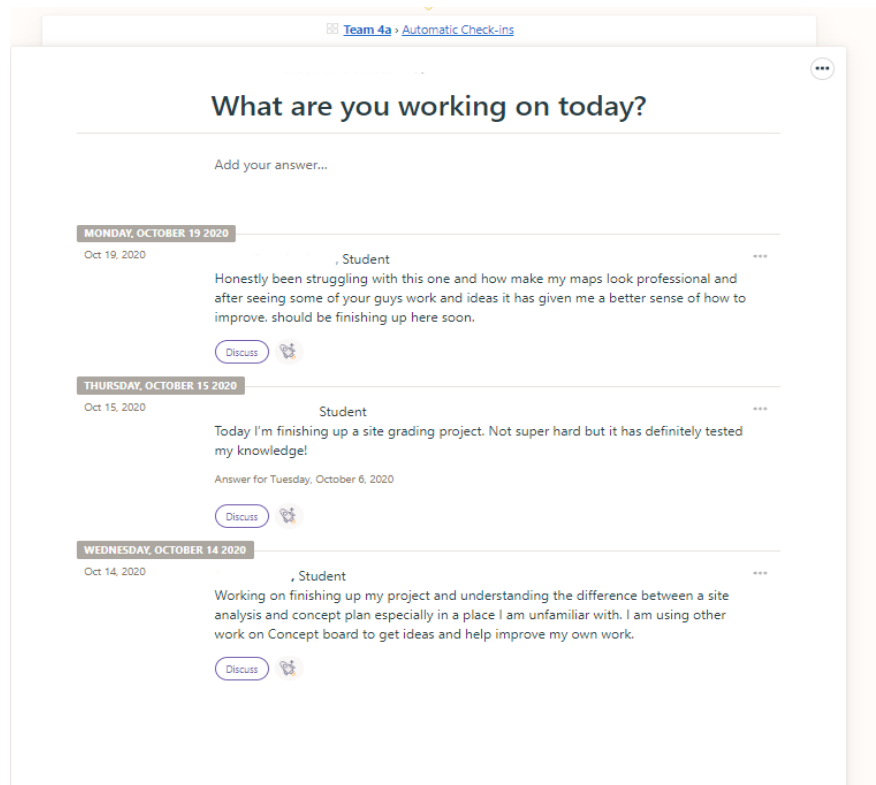 Team 4a › Automatic Check-ins
What are you working on today?
Add your answer...
MONDAY, OCTOBER 19 2020
Oct 19, 2020
, Student
Honestly been struggling with this one and how make my maps look professional and
after seeing some of your guys work and ideas it has given me a better sense of how to
improve. should be finishing up here soon.
Discuss
THURSDAY, OCTOBER 15 2020
Oct 15, 2020
Student
Today I'm finishing up a site grading project. Not super hard but it has definitely tested
my knowledge!
Answer for Tuesday, October 6, 2020
Discuss
WEDNESDAY, OCTOBER 14 2020
Oct 14, 2020
, Student
Working on finishing up my project and understanding the difference between a site
analysis and concept plan especially in a place I am unfamiliar with. I am using other
work on Concept board to get ideas and help improve my own work.
Discuss